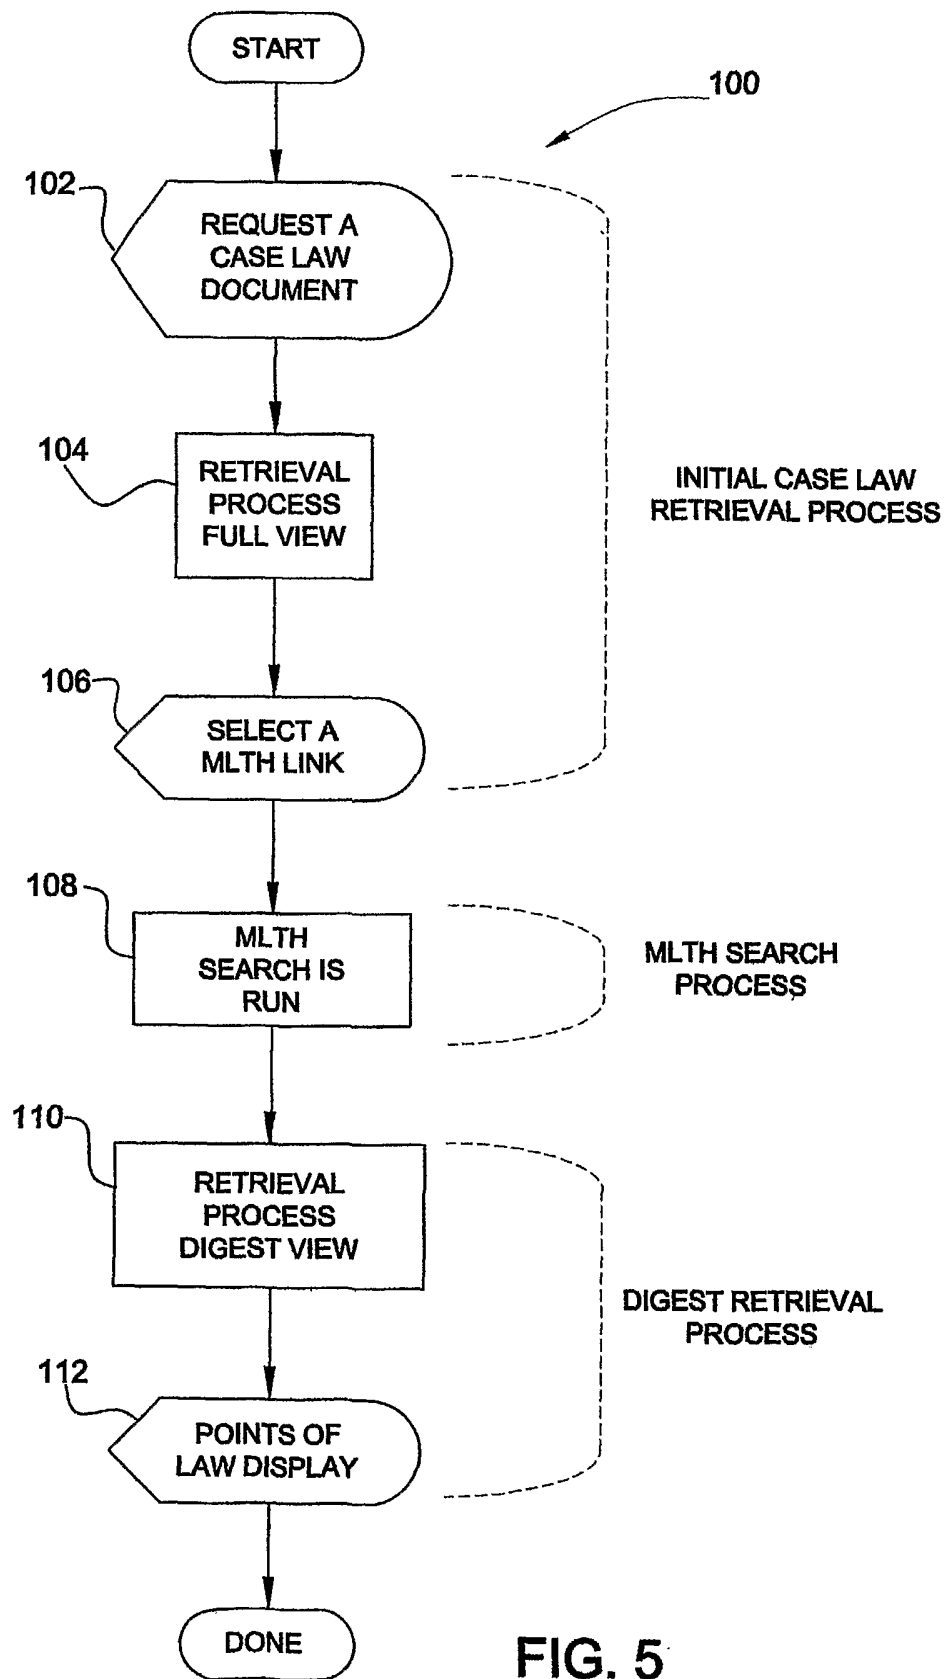 START
100
102
REQUEST A
CASE LAW
DOCUMENT
104
RETRIEVAL
PROCESS
FULL VIEW
INITIAL CASE LAW
RETRIEVAL PROCESS
106
SELECT A
MLTH LINK
108
MLTH
SEARCH IS
RUN
MLTH SEARCH
PROCESS
110
RETRIEVAL
PROCESS
DIGEST VIEW
DIGEST RETRIEVAL
PROCESS
112
POINTS OF
LAW DISPLAY
DONE
FIG. 5